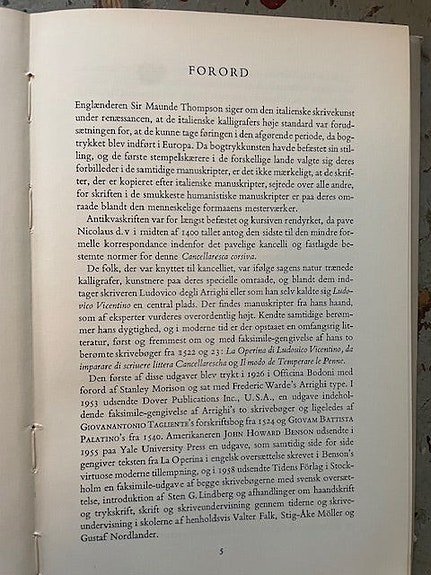 FORORD
Englænderen Sir Maunde Thompson siger om den italienske skrivekunst
under renæssancen, at de italienske kalligrafers høje standard var forud-
sætningen for, at de kunne tage føringen i den afgørende periode, da bog-
trykket blev indført i Europa. Da bogtrykkunsten havde befæstet sin stil-
ling, og de første stempelskærere i de forskellige lande valgte sig deres
forbilleder i de samtidige manuskripter, er det ikke mærkeligt, at de skrif-
ter, der er kopieret efter italienske manuskripter, sejrede over alle andre,
for skriften i de smukkeste humanistiske manuskripter er paa deres om-
raade blandt den menneskelige formaaens mesterværker.
Antikvaskriften var for længst befæstet og kursiven endyrket, da pave
Nicolaus d. v i midten af 1400 tallet antog den sidste til den mindre for-
melle korrespondance indenfor det pavelige kancelli og fastlagde be-
stemte normer for denne Cancellaresca corsiva.
De folk, der var knyttet til kancelliet, var ifølge sagens natur trænede
kalligrafer, kunstnere paa deres specielle omraade, og blandt dem ind-
tager skriveren Ludovico degli Arrighi eller som han selv kaldte sig Ludo-
vico Vicentino en central plads. Der findes manuskripter fra hans haand,
som af eksperter vurderes overordentlig højt. Kendte samtidige berøm-
mer hans dygtighed, og i moderne tid er der opstaaet en omfangsrig lit-
teratur, først og fremmest om og med faksimile-gengivelse af hans to
berømte skrivebøger fra 1522 og 23: La Operina di Ludouico Vicentino, da
imparare di scriuere littera Cancellarescha og Il modo de Temperare le Penne.
Den første af disse udgaver blev trykt i 1926 i Officina Bodoni med
forord af Stanley Morison og sat med Frederic Warde's Arrighi type. I
1953 udsendte Dover Publications Inc., U.S.A., en udgave indehol-
dende faksimile-gengivelse af Arrighi's to skrivebøger og ligeledes af
GIOVANANTONIO TAGLIENTE's forskriftsbog fra 1524 og GIOVAM BATTISTA
PALATINO's fra 1540. Amerikaneren JOHN HOWARD BENSON udsendte i
1955 paa Yale University Press en udgave, som samtidig side for side
gengiver teksten fra La Operina i engelsk oversættelse skrevet i Benson's
virtuose moderne tillempning, og i 1958 udsendte Tidens Förlag i Stock-
holm en faksimile-udgave af begge skrivebøgerne med svensk oversæt-
telse, introduktion af Sten G. Lindberg og afhandlinger om haandskrift
og trykskrift, skrift og skriveundervisning gennem tiderne og skrive-
undervisning i skolerne af henholdsvis Valter Falk, Stig-Åke Möller og
Gustaf Nordlander.
5